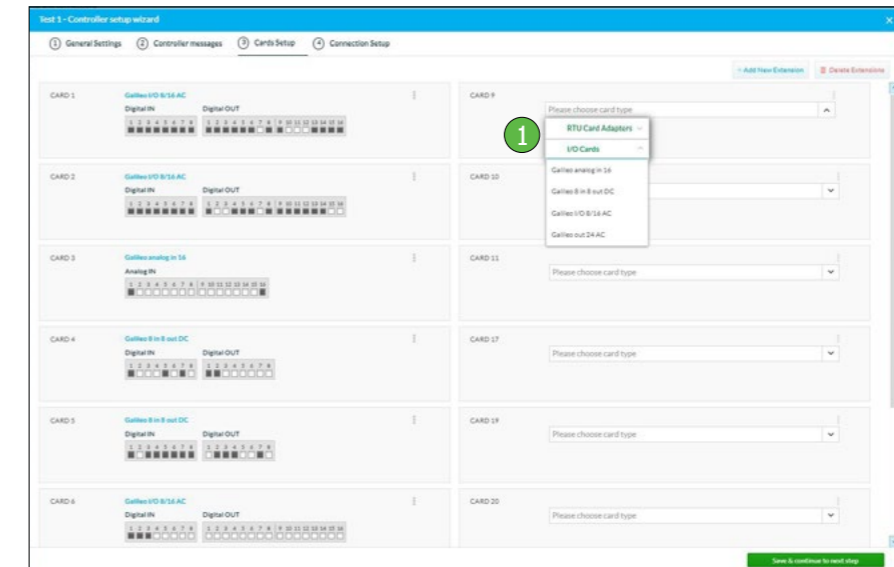 Test 1 - Controller setup wizard
1 General Settings 2 Controller messages 3 Cards Setup 4 Connection Setup
+ Add New Extension Delete Extensions
CARD 1 Galileo I/O 8/16 AC
Digital IN Digital OUT
1 2 3 4 5 6 7 8 1 2 3 4 5 6 7 8 9 10 11 12 13 14 15 16
CARD 9
Please choose card type
1
RTU Card Adapters
I/O Cards
Galileo analog in 16
Galileo 8 in 8 out DC
Galileo I/O 8/16 AC
Galileo out 24 AC
CARD 2 Galileo I/O 8/16 AC
Digital IN Digital OUT
1 2 3 4 5 6 7 8 1 2 3 4 5 6 7 8 9 10 11 12 13 14 15 16
CARD 10
CARD 3 Galileo analog in 16
Analog IN
1 2 3 4 5 6 7 8 9 10 11 12 13 14 15 16
CARD 11
Please choose card type
CARD 4 Galileo 8 in 8 out DC
Digital IN Digital OUT
1 2 3 4 5 6 7 8 1 2 3 4 5 6 7 8
CARD 17
Please choose card type
CARD 5 Galileo 8 in 8 out DC
Digital IN Digital OUT
1 2 3 4 5 6 7 8 1 2 3 4 5 6 7 8
CARD 19
Please choose card type
CARD 6 Galileo I/O 8/16 AC
Digital IN Digital OUT
1 2 3 4 5 6 7 8 1 2 3 4 5 6 7 8 9 10 11 12 13 14 15 16
CARD 20
Please choose card type
Save & continue to next step